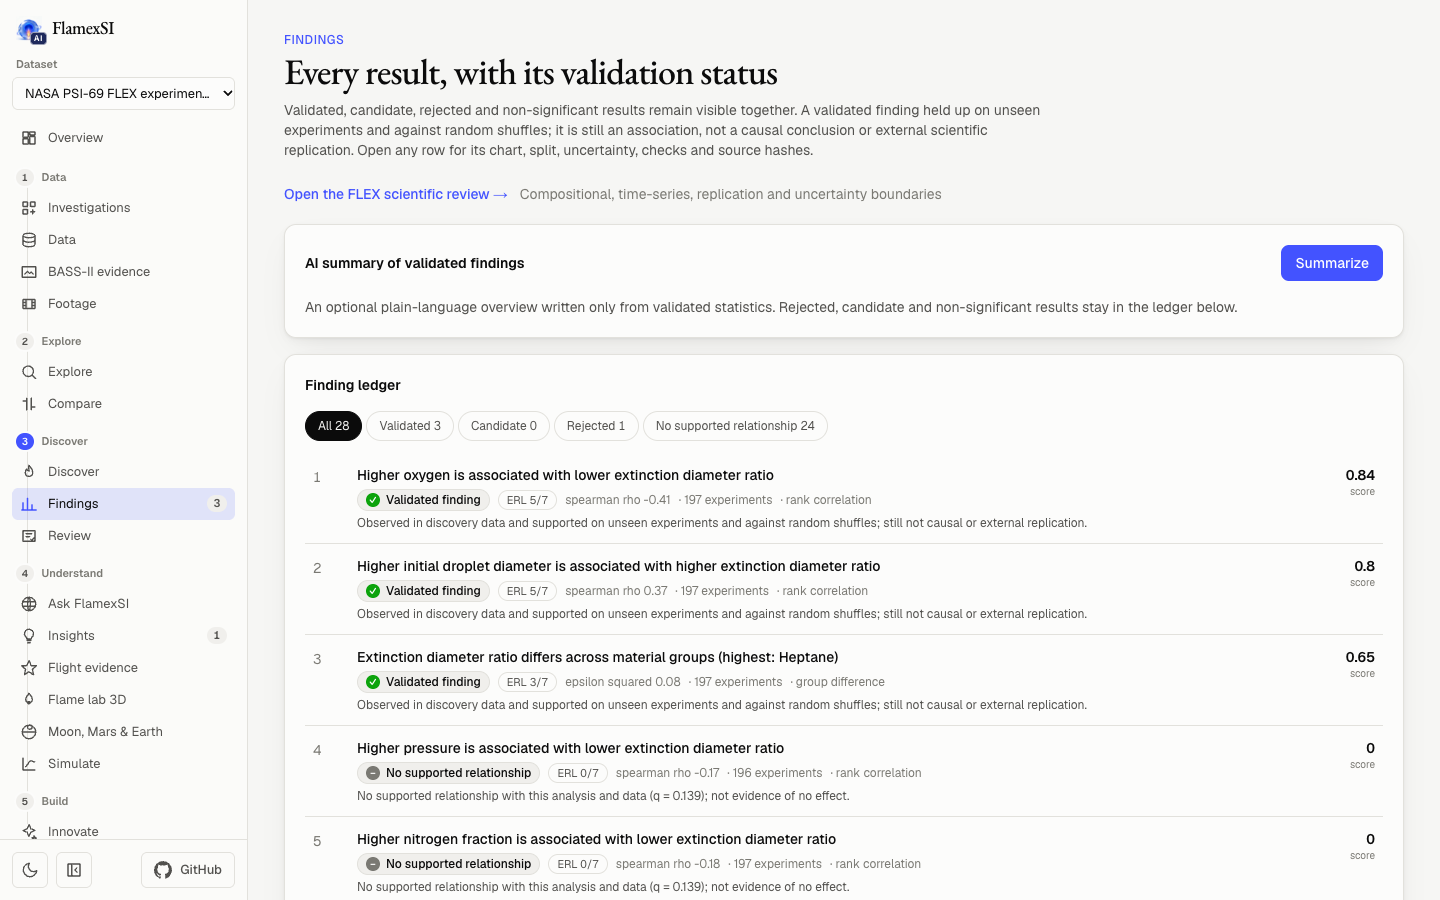 AI
FlamexSI
Dataset
NASA PSI-69 FLEX experimen...
Overview
1 Data
Investigations
Data
BASS-II evidence
Footage
2 Explore
Explore
Compare
3 Discover
Discover
Findings 3
Review
4 Understand
Ask FlamexSI
Insights 1
Flight evidence
Flame lab 3D
Moon, Mars & Earth
Simulate
5 Build
Innovate
GitHub
FINDINGS
Every result, with its validation status
Validated, candidate, rejected and non-significant results remain visible together. A validated finding held up on unseen
experiments and against random shuffles; it is still an association, not a causal conclusion or external scientific
replication. Open any row for its chart, split, uncertainty, checks and source hashes.
Open the FLEX scientific review → Compositional, time-series, replication and uncertainty boundaries
AI summary of validated findings
Summarize
An optional plain-language overview written only from validated statistics. Rejected, candidate and non-significant results stay in the ledger below.
Finding ledger
All 28 Validated 3 Candidate 0 Rejected 1 No supported relationship 24
1 Higher oxygen is associated with lower extinction diameter ratio 0.84
Validated finding ERL 5/7 spearman rho -0.41 · 197 experiments · rank correlation score
Observed in discovery data and supported on unseen experiments and against random shuffles; still not causal or external replication.
2 Higher initial droplet diameter is associated with higher extinction diameter ratio 0.8
Validated finding ERL 5/7 spearman rho 0.37 · 197 experiments · rank correlation score
Observed in discovery data and supported on unseen experiments and against random shuffles; still not causal or external replication.
3 Extinction diameter ratio differs across material groups (highest: Heptane) 0.65
Validated finding ERL 3/7 epsilon squared 0.08 · 197 experiments · group difference score
Observed in discovery data and supported on unseen experiments and against random shuffles; still not causal or external replication.
4 Higher pressure is associated with lower extinction diameter ratio 0
No supported relationship ERL 0/7 spearman rho -0.17 · 196 experiments · rank correlation score
No supported relationship with this analysis and data (q = 0.139); not evidence of no effect.
5 Higher nitrogen fraction is associated with lower extinction diameter ratio 0
No supported relationship ERL 0/7 spearman rho -0.18 · 197 experiments · rank correlation score
No supported relationship with this analysis and data (q = 0.139); not evidence of no effect.